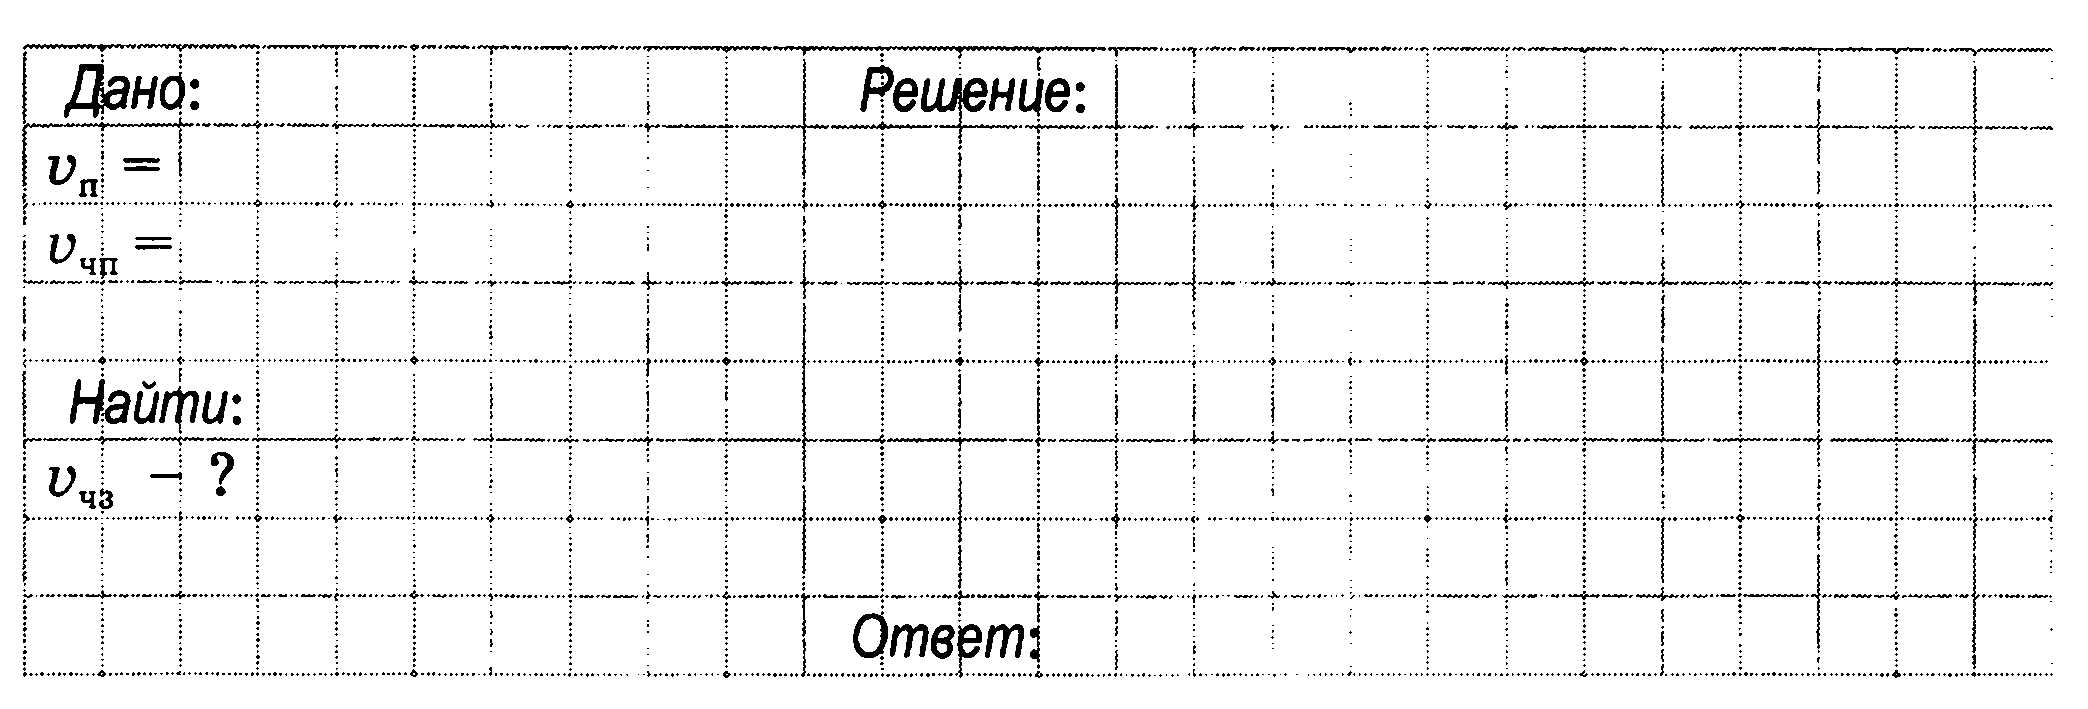 Дано:
Решение:
υп =
υчп =
Найти:
υчз – ?
Ответ: